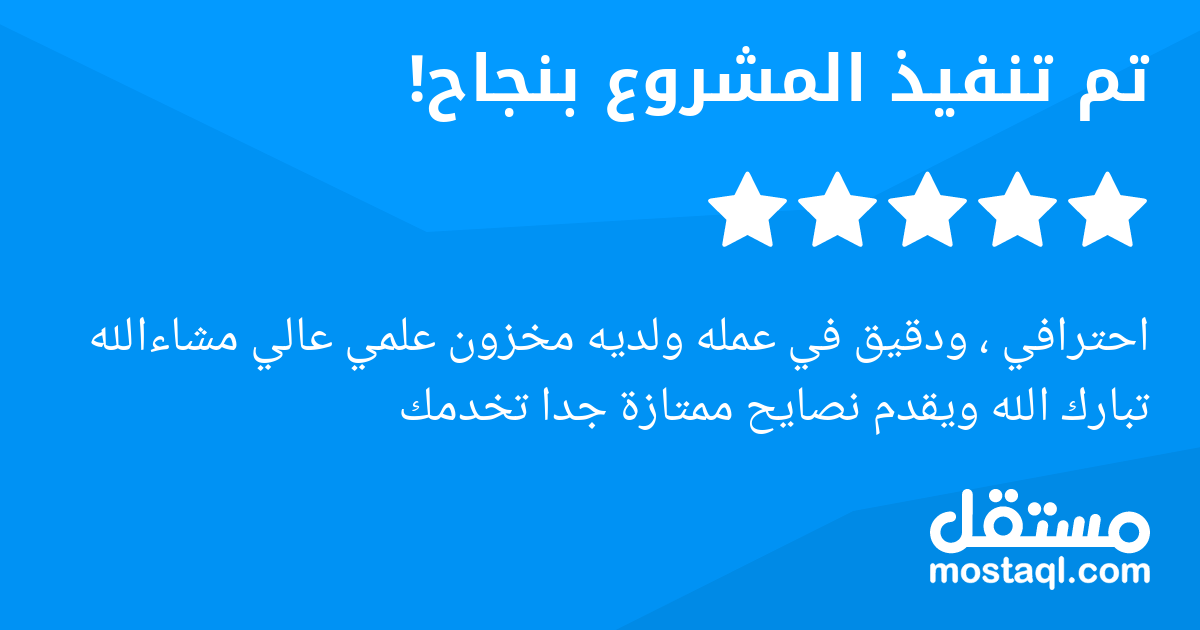 تم تنفيذ المشروع بنجاح!
احترافي ، ودقيق في عمله ولديه مخزون علمي عالي مشاءالله
تبارك الله ويقدم نصايح ممتازة جدا تخدمك
مستقل
mostaql.com